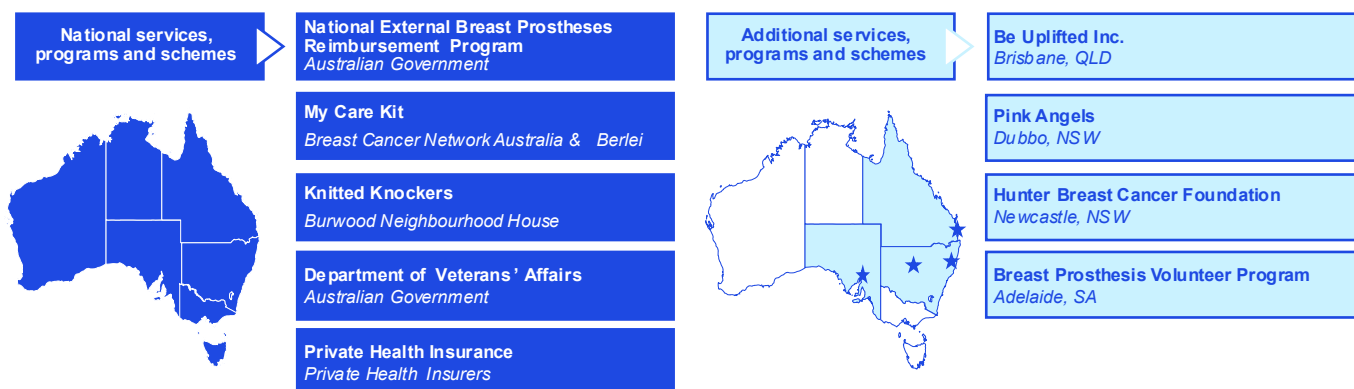 National services,
programs and schemes
National External Breast Prostheses
Reimbursement Program
Australian Government
My Care Kit
Breast Cancer Network Australia & Berlei
Knitted Knockers
Burwood Neighbourhood House
Department of Veterans’ Affairs
Australian Government
Private Health Insurance
Private Health Insurers
Additional services,
programs and schemes
Be Uplifted Inc.
Brisbane, QLD
Pink Angels
Dubbo, NSW
Hunter Breast Cancer Foundation
Newcastle, NSW
Breast Prosthesis Volunteer Program
Adelaide, SA